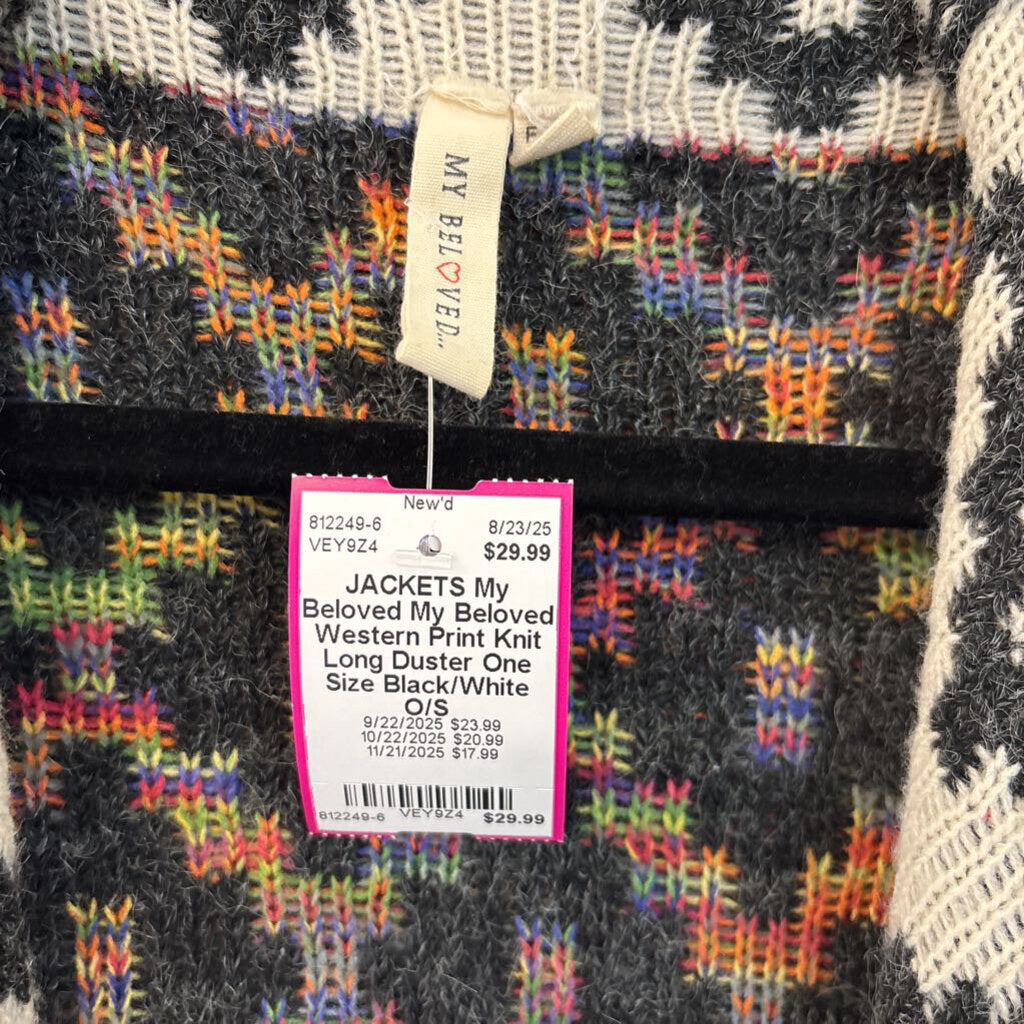 MY BELOVED...
New'd
812249-6 8/23/25
VEY9Z4 $29.99
JACKETS My
Beloved My Beloved
Western Print Knit
Long Duster One
Size Black/White
O/S
9/22/2025 $23.99
10/22/2025 $20.99
11/21/2025 $17.99
812249-6 VEY9Z4 $29.99